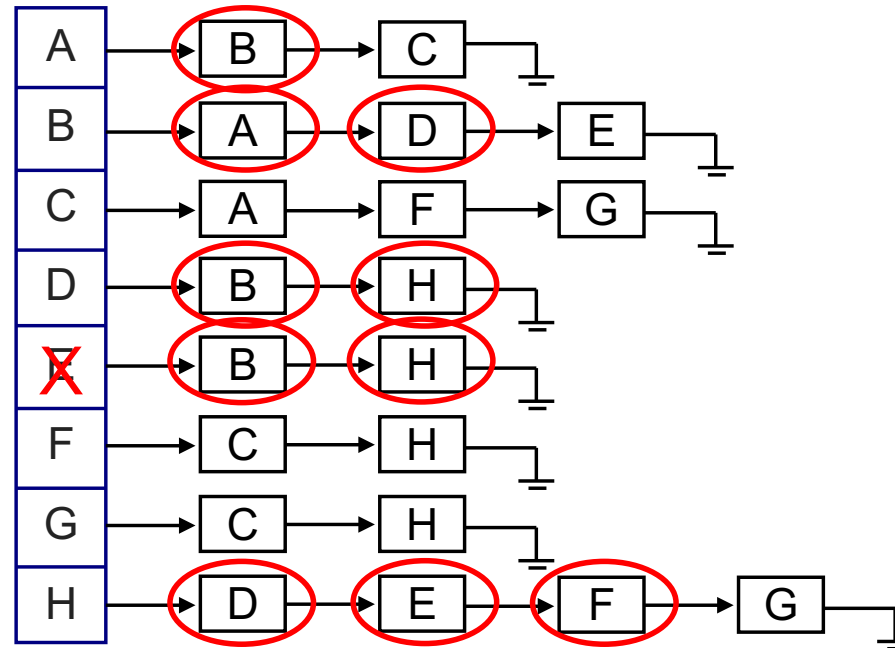 A B C
B A D E
C A F G
D B H
E B H
F C H
G C H
H D E F G